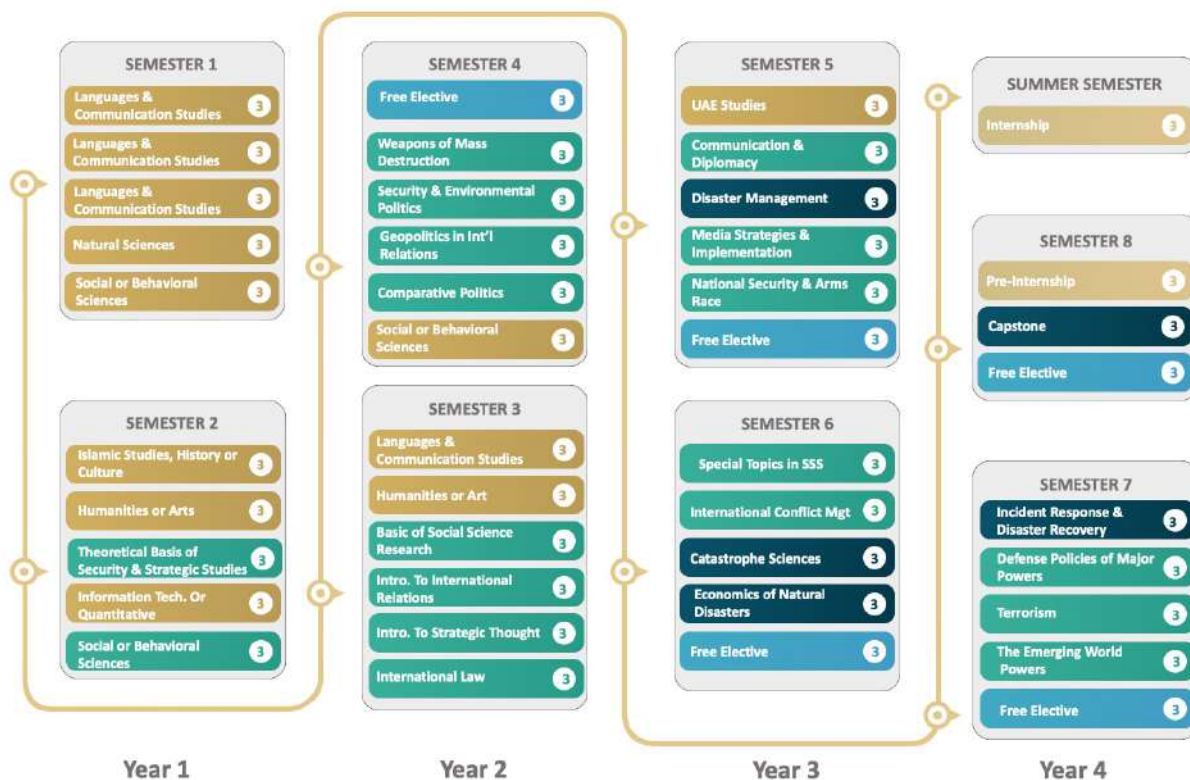 SEMESTER 1
Languages &
Communication Studies
3
Languages &
Communication Studies
3
Languages &
Communication Studies
3
Natural Sciences
3
Social or Behavioral
Sciences
3
SEMESTER 2
Islamic Studies, History or
Culture
3
Humanities or Arts
3
Theoretical Basis of
Security & Strategic Studies
3
Information Tech. Or
Quantitative
3
Social or Behavioral
Sciences
3
Year 1
SEMESTER 4
Free Elective
3
Weapons of Mass
Destruction
3
Security & Environmental
Politics
3
Geopolitics in Int'l
Relations
3
Comparative Politics
3
Social or Behavioral
Sciences
3
SEMESTER 3
Languages &
Communication Studies
3
Humanities or Art
3
Basic of Social Science
Research
3
Intro. To International
Relations
3
Intro. To Strategic Thought
3
International Law
3
Year 2
SEMESTER 5
UAE Studies
3
Communication &
Diplomacy
3
Disaster Management
3
Media Strategies &
Implementation
3
National Security & Arms
Race
3
Free Elective
3
SEMESTER 6
Special Topics in SSS
3
International Conflict Mgt
3
Catastrophe Sciences
3
Economics of Natural
Disasters
3
Free Elective
3
Year 3
SUMMER SEMESTER
Internship
3
SEMESTER 8
Pre-Internship
3
Capstone
3
Free Elective
3
SEMESTER 7
Incident Response &
Disaster Recovery
3
Defense Policies of Major
Powers
3
Terrorism
3
The Emerging World
Powers
3
Free Elective
3
Year 4